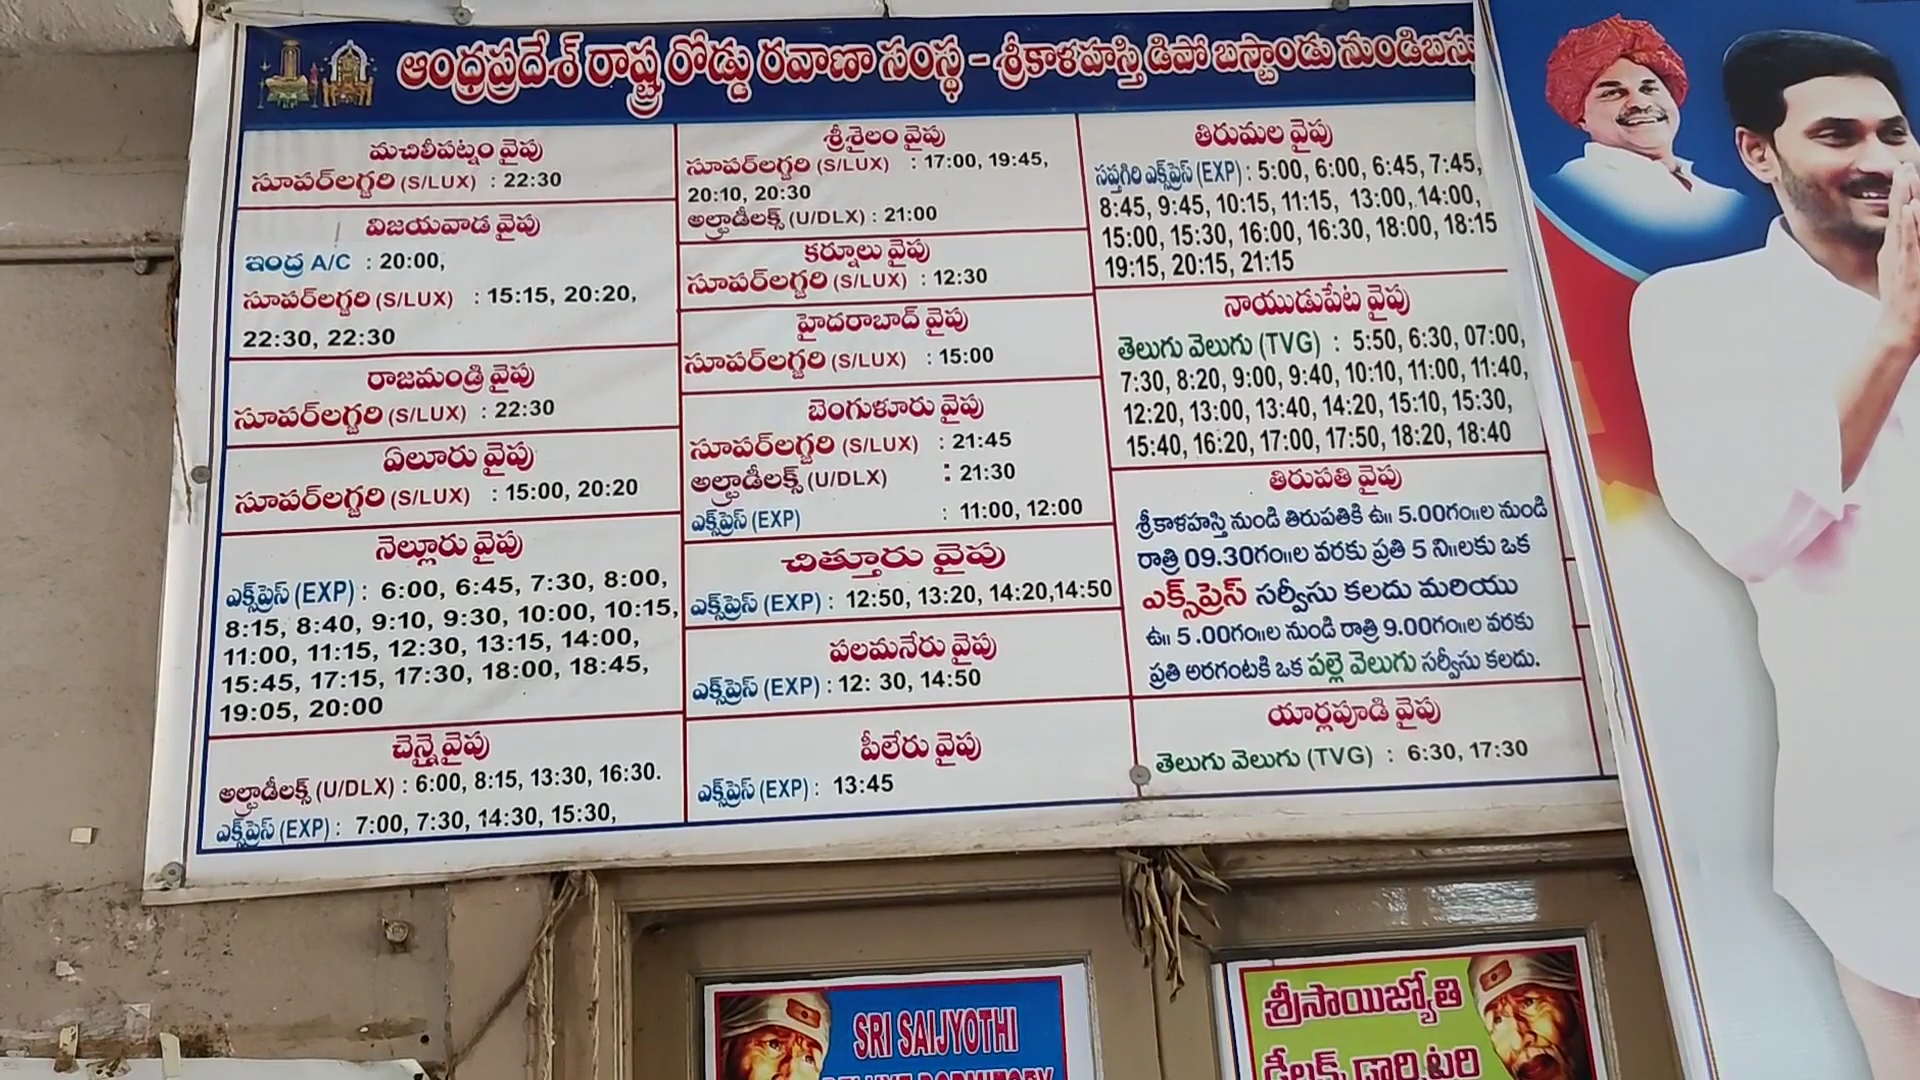 ఆంధ్రప్రదేశ్ రాష్ట్ర రోడ్డు రవాణా సంస్థ - శ్రీకాళహస్తి డిపో బస్టాండు నుండి
మచిలీపట్నం వైపు
సూపర్‌లగ్జరి (S/LUX) : 22:30
విజయవాడ వైపు
ఇంద్ర A/C : 20:00,
సూపర్‌లగ్జరి (S/LUX) : 15:15, 20:20,
22:30, 22:30
రాజమండ్రి వైపు
సూపర్‌లగ్జరి (S/LUX) : 22:30
ఏలూరు వైపు
సూపర్‌లగ్జరి (S/LUX) : 15:00, 20:20
నెల్లూరు వైపు
ఎక్స్‌ప్రెస్ (EXP) : 6:00, 6:45, 7:30, 8:00,
8:15, 8:40, 9:10, 9:30, 10:00, 10:15,
11:00, 11:15, 12:30, 13:15, 14:00,
15:45, 17:15, 17:30, 18:00, 18:45,
19:05, 20:00
చెన్నై వైపు
అల్ట్రాడీలక్స్ (U/DLX) : 6:00, 8:15, 13:30, 16:30.
ఎక్స్‌ప్రెస్ (EXP) : 7:00, 7:30, 14:30, 15:30,
శ్రీశైలం వైపు
సూపర్‌లగ్జరి (S/LUX) : 17:00, 19:45,
20:10, 20:30
అల్ట్రాడీలక్స్ (U/DLX) : 21:00
కర్నూలు వైపు
సూపర్‌లగ్జరి (S/LUX) : 12:30
హైదరాబాద్ వైపు
సూపర్‌లగ్జరి (S/LUX) : 15:00
బెంగుళూరు వైపు
సూపర్‌లగ్జరి (S/LUX) : 21:45
అల్ట్రాడీలక్స్ (U/DLX) : 21:30
ఎక్స్‌ప్రెస్ (EXP) : 11:00, 12:00
చిత్తూరు వైపు
ఎక్స్‌ప్రెస్ (EXP) : 12:50, 13:20, 14:20,14:50
పలమనేరు వైపు
ఎక్స్‌ప్రెస్ (EXP) : 12: 30, 14:50
పీలేరు వైపు
ఎక్స్‌ప్రెస్ (EXP) : 13:45
తిరుమల వైపు
సప్తగిరి ఎక్స్‌ప్రెస్ (EXP) : 5:00, 6:00, 6:45, 7:45,
8:45, 9:45, 10:15, 11:15, 13:00, 14:00,
15:00, 15:30, 16:00, 16:30, 18:00, 18:15
19:15, 20:15, 21:15
నాయుడుపేట వైపు
తెలుగు వెలుగు (TVG) : 5:50, 6:30, 07:00,
7:30, 8:20, 9:00, 9:40, 10:10, 11:00, 11:40,
12:20, 13:00, 13:40, 14:20, 15:10, 15:30,
15:40, 16:20, 17:00, 17:50, 18:20, 18:40
తిరుపతి వైపు
శ్రీకాళహస్తి నుండి తిరుపతికి ఉ॥ 5.00గం॥ల నుండి
రాత్రి 09.30గం॥ల వరకు ప్రతి 5 ని॥లకు ఒక
ఎక్స్‌ప్రెస్ సర్వీసు కలదు మరియు
ఉ॥ 5.00గం॥ల నుండి రాత్రి 9.00గం॥ల వరకు
ప్రతి అరగంటకి ఒక పల్లె వెలుగు సర్వీసు కలదు.
యార్లపూడి వైపు
తెలుగు వెలుగు (TVG) : 6:30, 17:30
SRI SAIJYOTHI
DELUXE DORMITORY
శ్రీసాయిజ్యోతి
డీలక్స్ డార్మిటరి